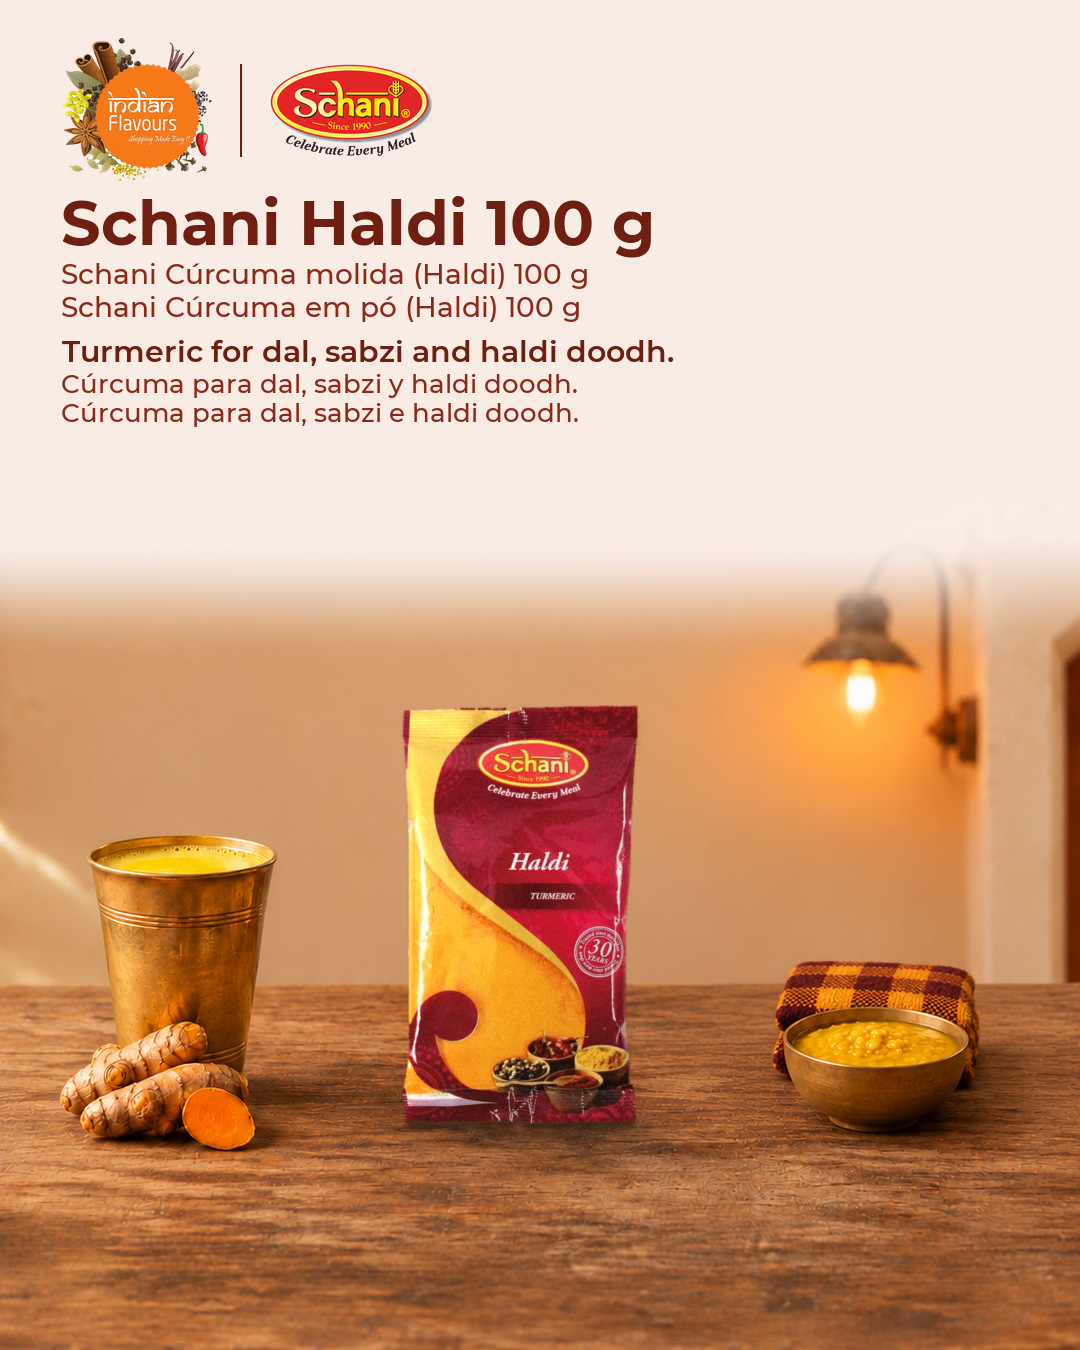 indian
Flavours
Shopping Made Easy !!
Schani®
Since 1990
Celebrate Every Meal
Schani Haldi 100 g
Schani Cúrcuma molida (Haldi) 100 g
Schani Cúrcuma em pó (Haldi) 100 g
Turmeric for dal, sabzi and haldi doodh.
Cúrcuma para dal, sabzi y haldi doodh.
Cúrcuma para dal, sabzi e haldi doodh.
Schani®
Since 1990
Celebrate Every Meal
Haldi
TURMERIC
30
YEARS